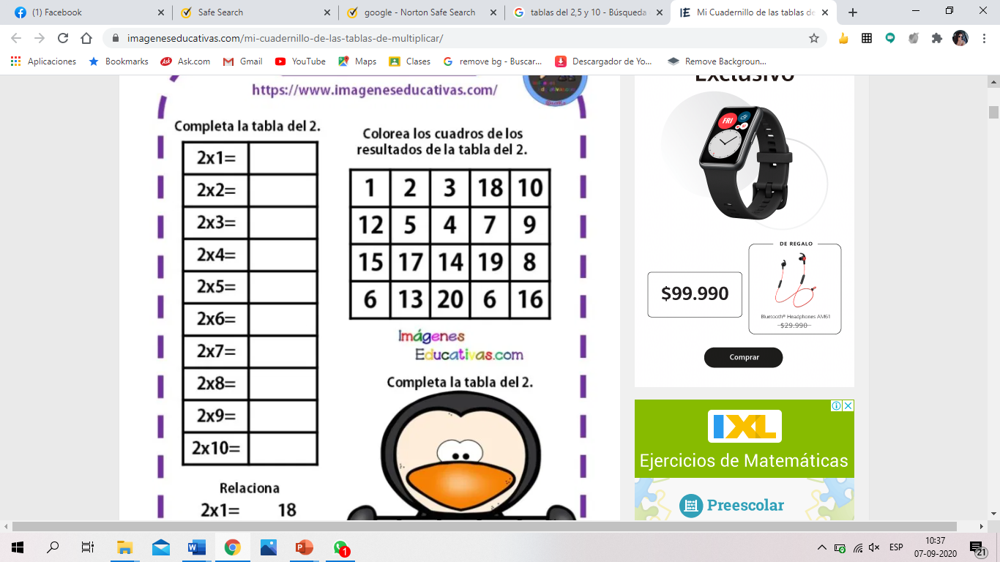 (1) Facebook
Safe Search
google - Norton Safe Search
tablas del 2,5 y 10 - Búsqueda
Mi Cuadernillo de las tablas de
imageneseducativas.com/mi-cuadernillo-de-las-tablas-de-multiplicar/
Aplicaciones
Bookmarks
Ask
Ask.com
Gmail
YouTube
Maps
Clases
remove bg - Buscar...
Descargador de Yo...
Remove Backgroun...
https://www.imageneseducativas.com/
Completa la tabla del 2.
2x1=
2x2=
2x3=
2x4=
2x5=
2x6=
2x7=
2x8=
2x9=
2x10=
Relaciona
2x1= 18
Colorea los cuadros de los
resultados de la tabla del 2.
1 2 3 18 10
12 5 4 7 9
15 17 14 19 8
6 13 20 6 16
Imágenes
Educativas.com
Completa la tabla del 2.
Exclusivo
FRI
DE REGALO
$99.990
Bluetooth® Headphones AM61
$29.990
Comprar
IXL
Ejercicios de Matemáticas
Preescolar
1
ESP
10:37
07-09-2020
21